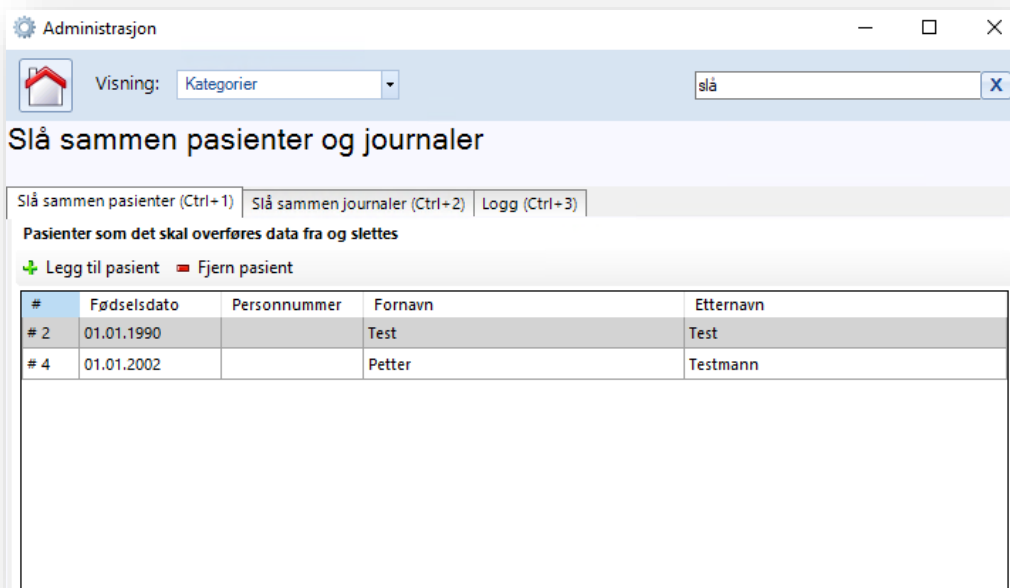 Administrasjon
Visning: Kategorier slå X
Slå sammen pasienter og journaler
Slå sammen pasienter (Ctrl+1) Slå sammen journaler (Ctrl+2) Logg (Ctrl+3)
Pasienter som det skal overføres data fra og slettes
Legg til pasient Fjern pasient
# Fødselsdato Personnummer Fornavn Etternavn
# 2 01.01.1990 Test Test
# 4 01.01.2002 Petter Testmann